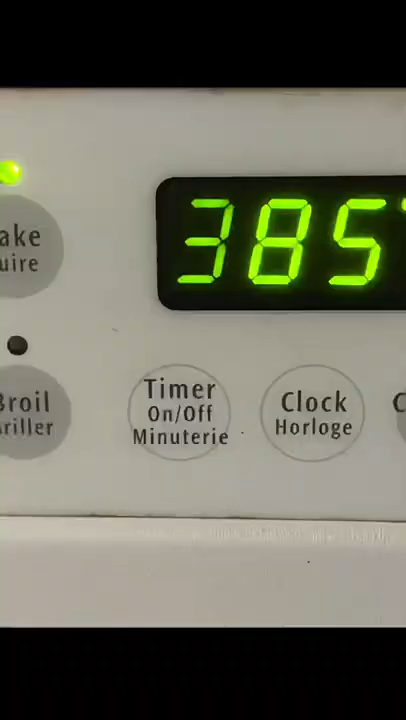 385°
ake
uire
Broil
riller
Timer
On/Off
Minuterie
Clock
Horloge
C